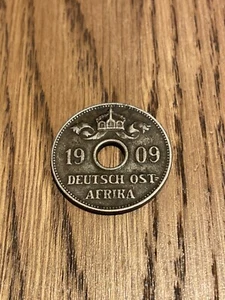 19 09
DEUTSCH OST-
AFRIKA